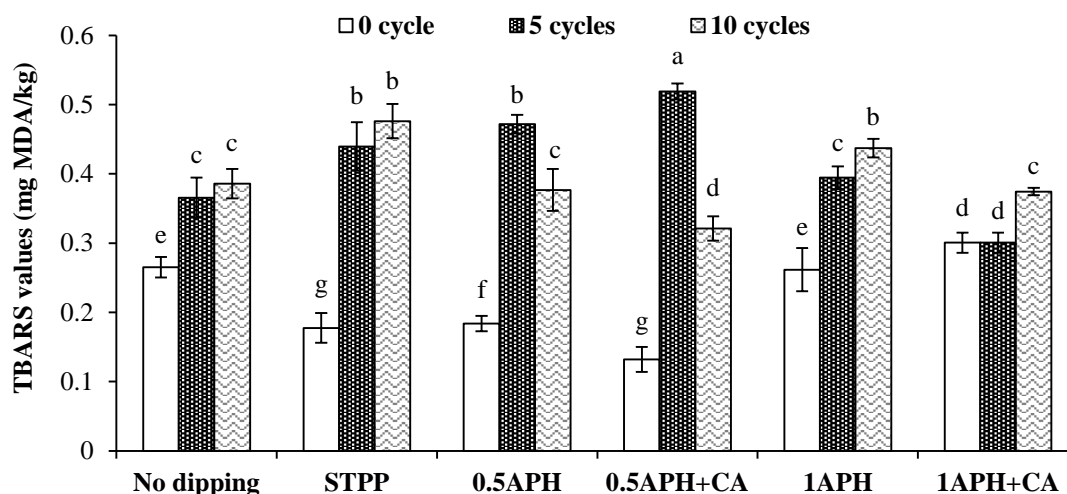 0 cycle 5 cycles 10 cycles
TBARS values (mg MDA/kg)
0.6
0.5
0.4
0.3
0.2
0.1
0
e c c
g b b
f b c
g a d
e c b
d d c
No dipping STPP 0.5APH 0.5APH+CA 1APH 1APH+CA